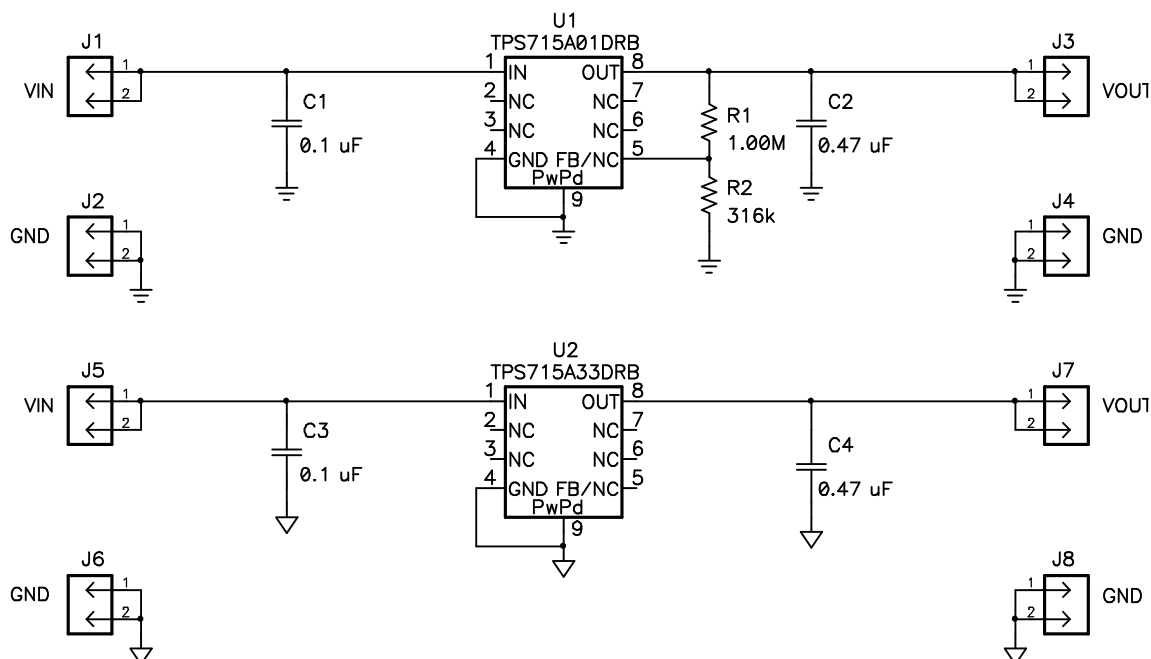 U1
TPS715A01DRB
J1
1
2
VIN
C1
0.1 uF
1 IN OUT 8
2 NC NC 7
3 NC NC 6
4 GND FB/NC 5
PwPd
9
R1
1.00M
R2
316k
C2
0.47 uF
J3
1
2
VOUT
J2
1
2
GND
J4
1
2
GND
U2
TPS715A33DRB
J5
1
2
VIN
C3
0.1 uF
1 IN OUT 8
2 NC NC 7
3 NC NC 6
4 GND FB/NC 5
PwPd
9
C4
0.47 uF
J7
1
2
VOUT
J6
1
2
GND
J8
1
2
GND